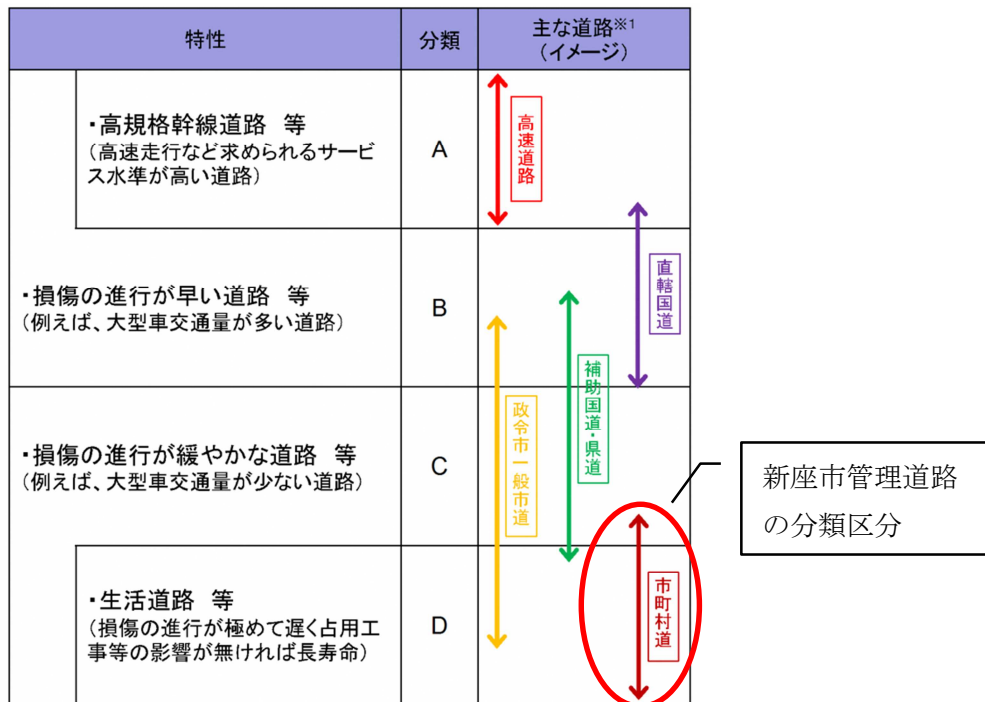 特性
分類
主な道路※1
（イメージ）
・高規格幹線道路 等
（高速走行など求められるサービ
ス水準が高い道路）
A
高速道路
・損傷の進行が早い道路 等
（例えば、大型車交通量が多い道路）
B
直轄国道
補助国道・県道
政令市一般市道
・損傷の進行が緩やかな道路 等
（例えば、大型車交通量が少ない道路）
C
新座市管理道路
の分類区分
・生活道路 等
（損傷の進行が極めて遅く占用工
事等の影響が無ければ長寿命）
D
市町村道